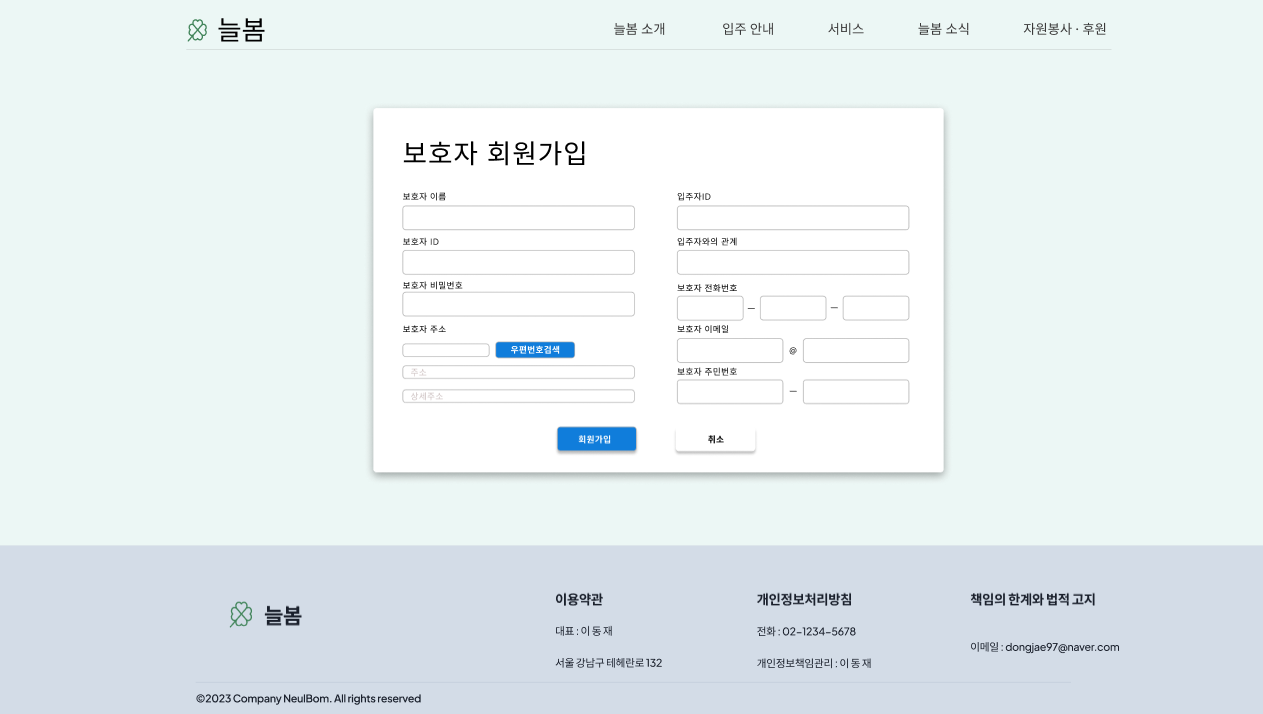 늘봄
늘봄 소개
입주 안내
서비스
늘봄 소식
자원봉사 · 후원
보호자 회원가입
보호자 이름
보호자 ID
보호자 비밀번호
보호자 주소
우편번호검색
주소
상세주소
입주자ID
입주자와의 관계
보호자 전화번호
– –
보호자 이메일
@
보호자 주민번호
–
회원가입
취소
늘봄
이용약관
대표 : 이 동 재
서울 강남구 테헤란로 132
개인정보처리방침
전화 : 02-1234-5678
개인정보책임관리 : 이 동 재
책임의 한계와 법적 고지
이메일 : dongjae97@naver.com
©2023 Company NeulBom. All rights reserved